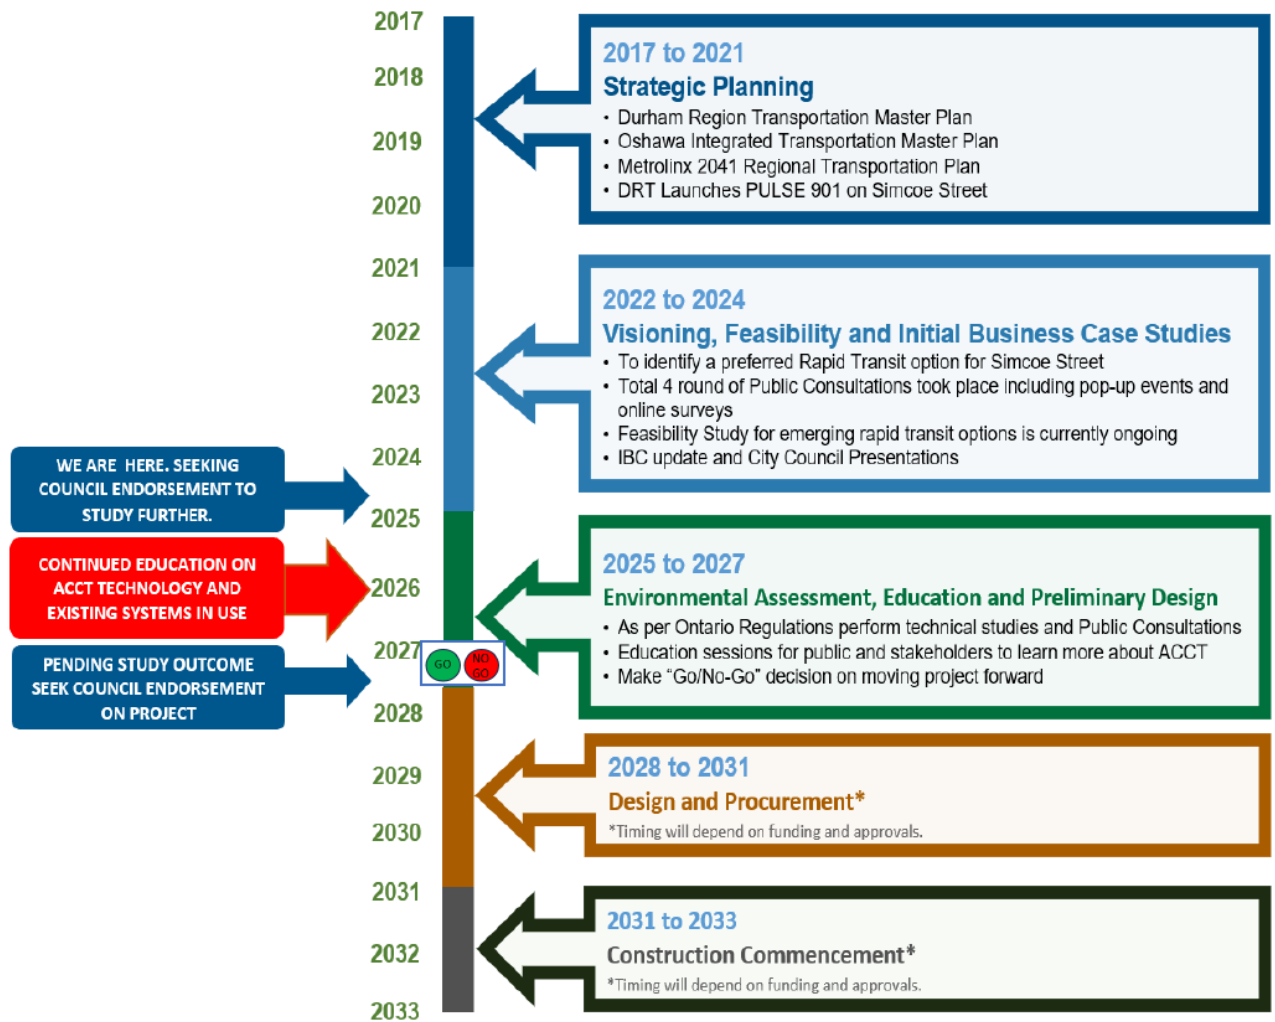 2017
2018
2019
2020
2021
2022
2023
2024
2025
2026
2027
2028
2029
2030
2031
2032
2033
WE ARE HERE. SEEKING
COUNCIL ENDORSEMENT TO
STUDY FURTHER.
CONTINUED EDUCATION ON
ACCT TECHNOLOGY AND
EXISTING SYSTEMS IN USE
PENDING STUDY OUTCOME
SEEK COUNCIL ENDORSEMENT
ON PROJECT
GO
NO
GO
2017 to 2021
Strategic Planning
• Durham Region Transportation Master Plan
• Oshawa Integrated Transportation Master Plan
• Metrolinx 2041 Regional Transportation Plan
• DRT Launches PULSE 901 on Simcoe Street
2022 to 2024
Visioning, Feasibility and Initial Business Case Studies
• To identify a preferred Rapid Transit option for Simcoe Street
• Total 4 round of Public Consultations took place including pop-up events and
online surveys
• Feasibility Study for emerging rapid transit options is currently ongoing
• IBC update and City Council Presentations
2025 to 2027
Environmental Assessment, Education and Preliminary Design
• As per Ontario Regulations perform technical studies and Public Consultations
• Education sessions for public and stakeholders to learn more about ACCT
• Make “Go/No-Go” decision on moving project forward
2028 to 2031
Design and Procurement*
*Timing will depend on funding and approvals.
2031 to 2033
Construction Commencement*
*Timing will depend on funding and approvals.